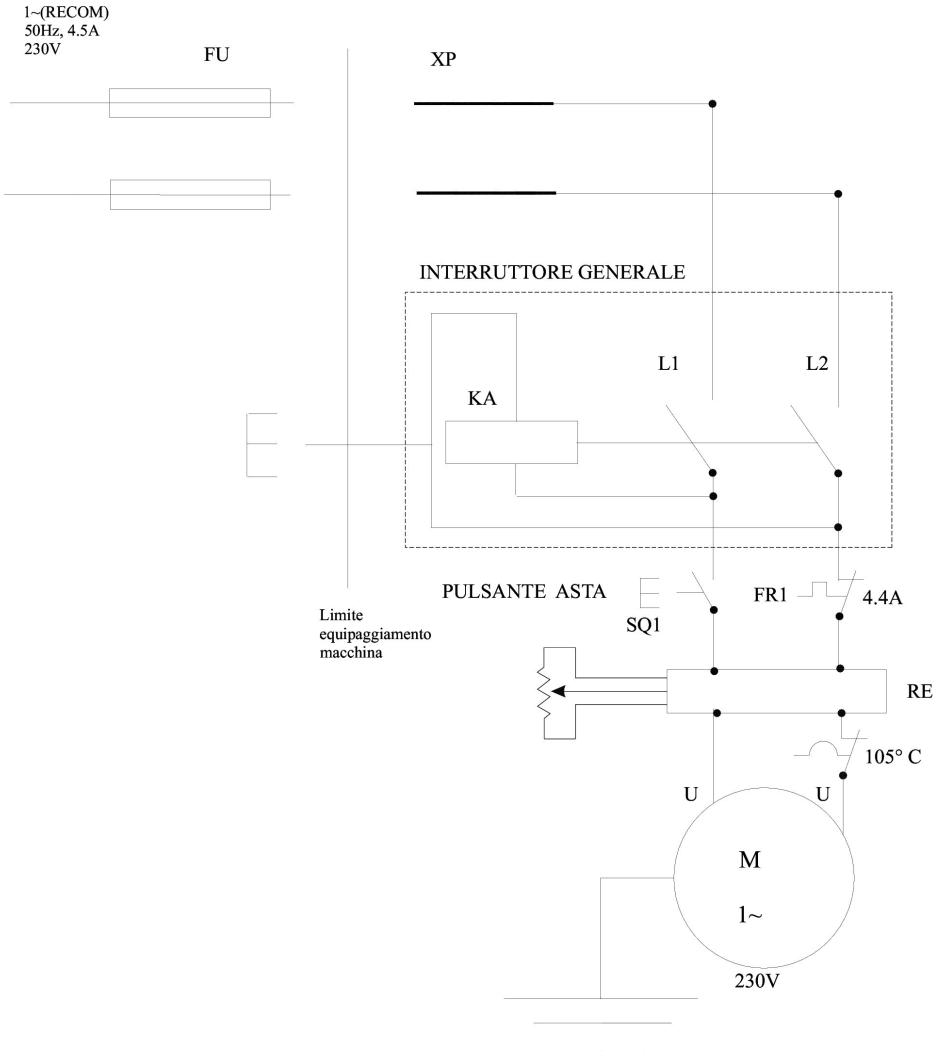 1~(RECOM)
50Hz, 4.5A
230V
FU
XP
INTERRUTTORE GENERALE
L1
L2
KA
PULSANTE ASTA
SQ1
FR1
4.4A
Limite
equipaggiamento
macchina
RE
105° C
U
U
M
1~
230V